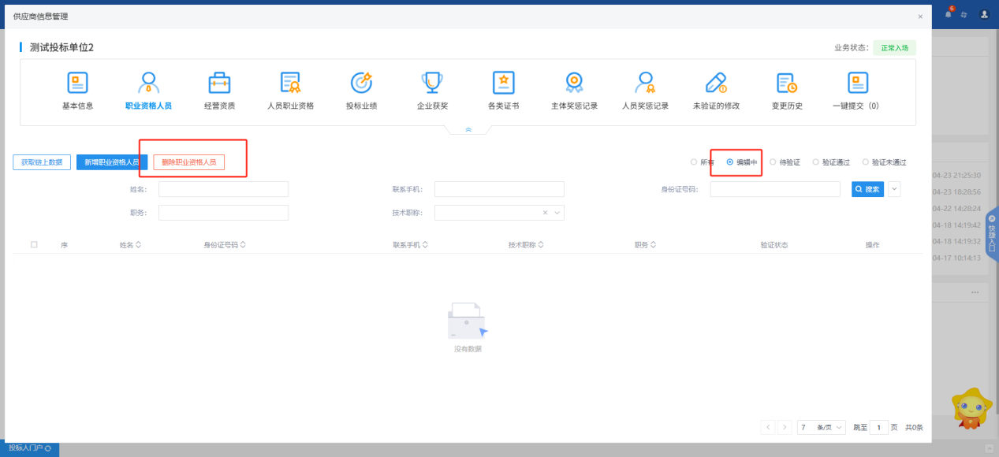 供应商信息管理
×
6
测试投标单位2
业务状态： 正常入场
基本信息 职业资格人员 经营资质 人员职业资格 投标业绩 企业获奖 各类证书 主体奖惩记录 人员奖惩记录 未验证的修改 变更历史 一键提交（0）
获取链上数据 新增职业资格人员 删除职业资格人员 所有 编辑中 待验证 验证通过 验证未通过
姓名： 联系手机： 身份证号码： 搜索
职务： 技术职称：
序 姓名 身份证号码 联系手机 技术职称 职务 验证状态 操作
没有数据
7 条/页 跳至 1 页 共0条
04-23 21:25:30
04-23 18:28:56
04-22 14:28:24
04-18 14:19:42
04-18 14:19:32
04-17 10:14:13
快捷入口
投标人门户